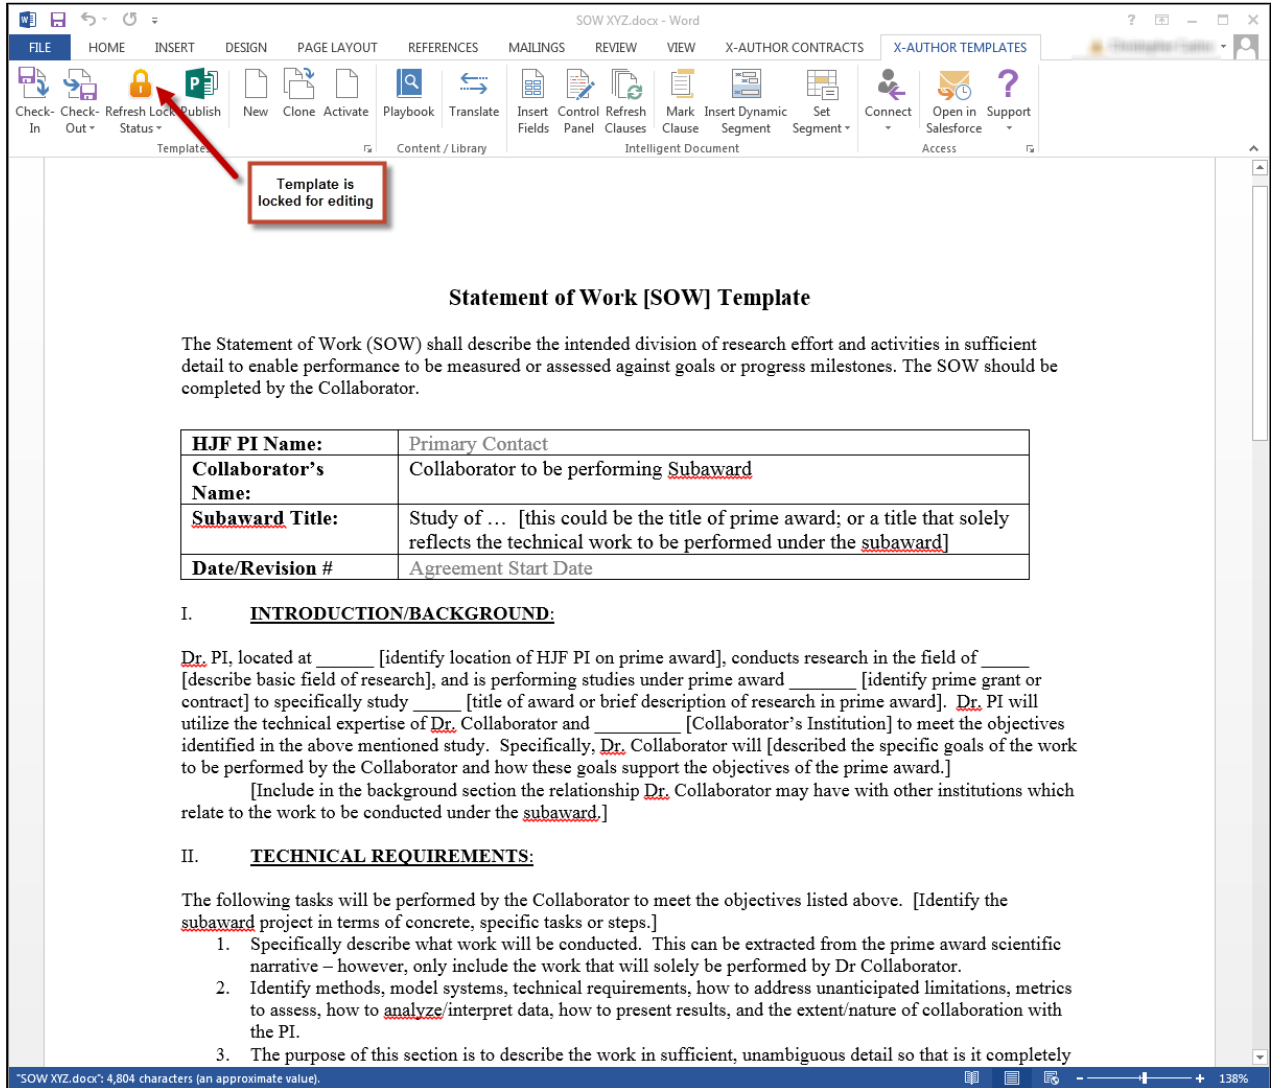 SOW XYZ.docx - Word
FILE HOME INSERT DESIGN PAGE LAYOUT REFERENCES MAILINGS REVIEW VIEW X-AUTHOR CONTRACTS X-AUTHOR TEMPLATES
Check-In Check-Out Refresh Lock Status Publish New Clone Activate Playbook Translate Insert Fields Control Panel Refresh Clauses Mark Clause Insert Dynamic Segment Set Segment Connect Open in Salesforce Support
Templates Content / Library Intelligent Document Access
Template is
locked for editing
Statement of Work [SOW] Template
The Statement of Work (SOW) shall describe the intended division of research effort and activities in sufficient
detail to enable performance to be measured or assessed against goals or progress milestones. The SOW should be
completed by the Collaborator.
HJF PI Name: Primary Contact
Collaborator's Name: Collaborator to be performing Subaward
Subaward Title: Study of … [this could be the title of prime award; or a title that solely
reflects the technical work to be performed under the subaward]
Date/Revision # Agreement Start Date
I. INTRODUCTION/BACKGROUND:
Dr. PI, located at ______ [identify location of HJF PI on prime award], conducts research in the field of _____
[describe basic field of research], and is performing studies under prime award _______ [identify prime grant or
contract] to specifically study _____ [title of award or brief description of research in prime award]. Dr. PI will
utilize the technical expertise of Dr. Collaborator and _________ [Collaborator's Institution] to meet the objectives
identified in the above mentioned study. Specifically, Dr. Collaborator will [described the specific goals of the work
to be performed by the Collaborator and how these goals support the objectives of the prime award.]
[Include in the background section the relationship Dr. Collaborator may have with other institutions which
relate to the work to be conducted under the subaward.]
II. TECHNICAL REQUIREMENTS:
The following tasks will be performed by the Collaborator to meet the objectives listed above. [Identify the
subaward project in terms of concrete, specific tasks or steps.]
1. Specifically describe what work will be conducted. This can be extracted from the prime award scientific
narrative – however, only include the work that will solely be performed by Dr Collaborator.
2. Identify methods, model systems, technical requirements, how to address unanticipated limitations, metrics
to assess, how to analyze/interpret data, how to present results, and the extent/nature of collaboration with
the PI.
3. The purpose of this section is to describe the work in sufficient, unambiguous detail so that is it completely
"SOW XYZ.docx": 4,804 characters (an approximate value). 138%